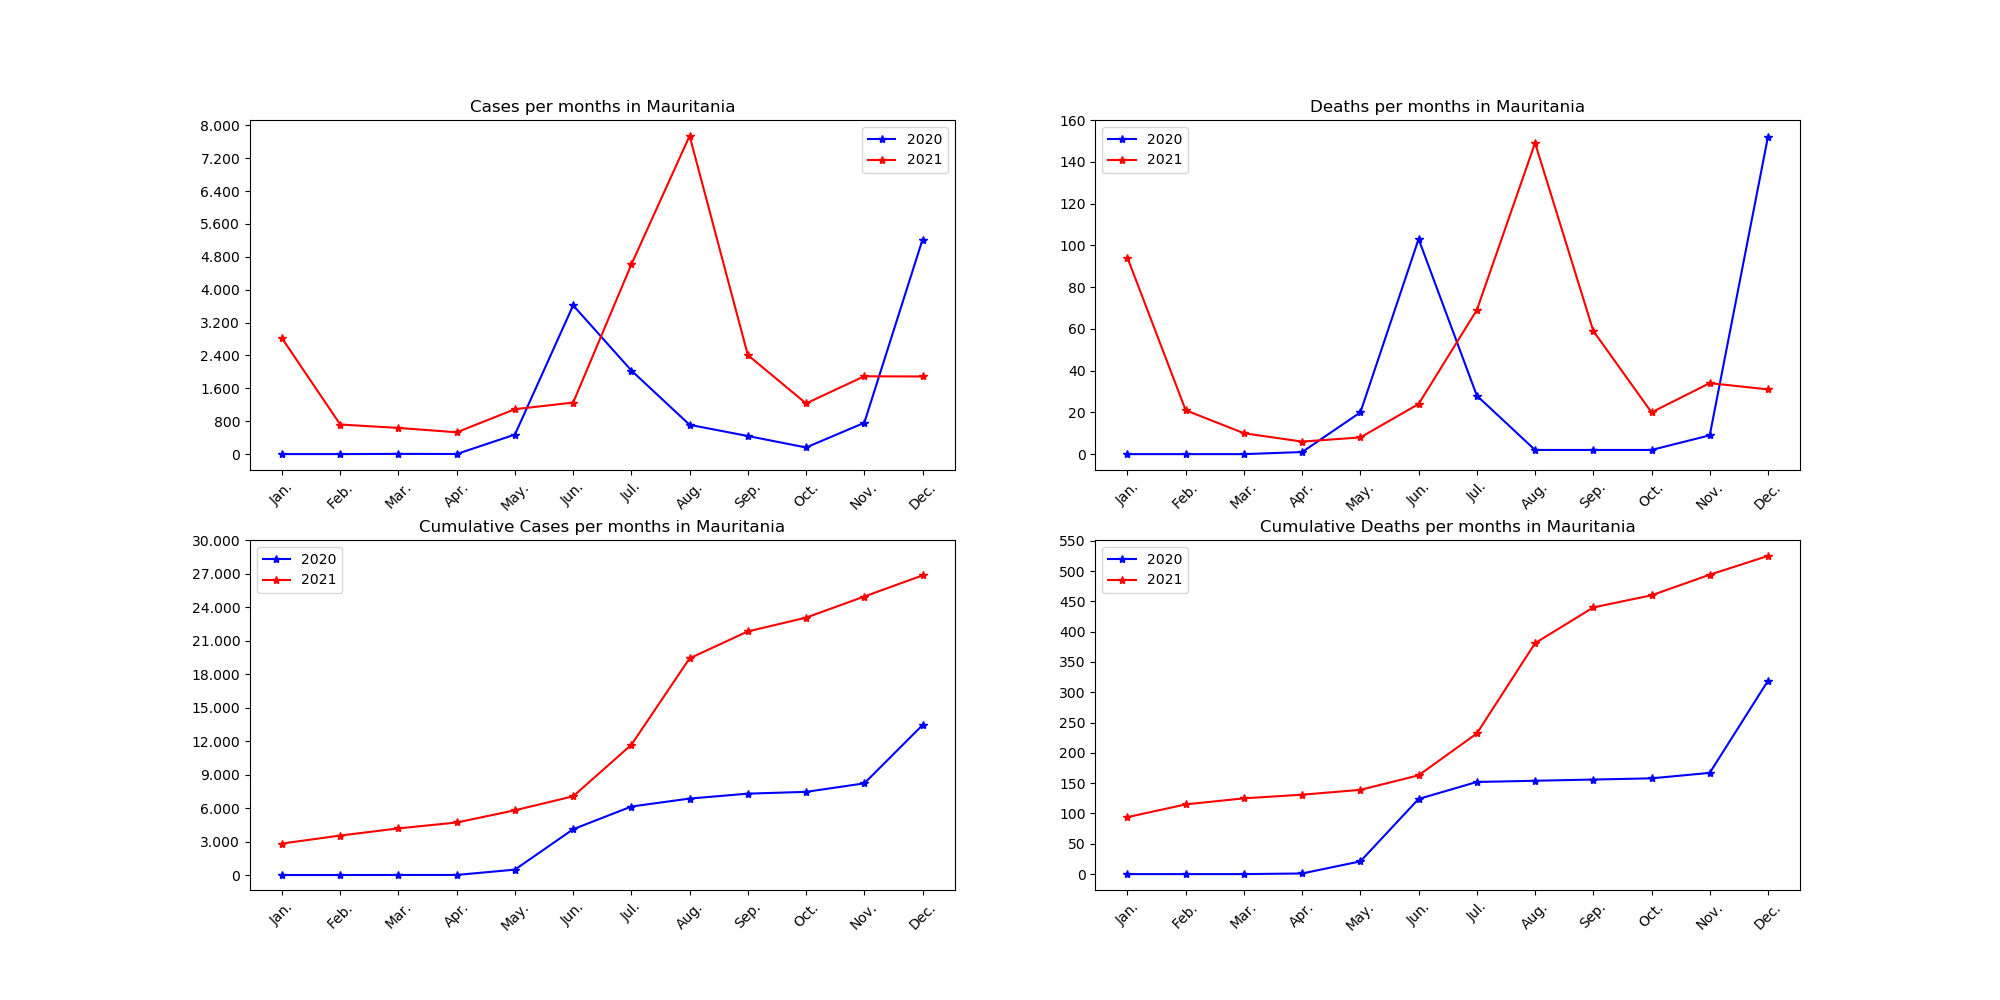 Cases per months in Mauritania
8.000
7.200
6.400
5.600
4.800
4.000
3.200
2.400
1.600
800
0
2020
2021
Jan.
Feb.
Mar.
Apr.
May.
Jun.
Jul.
Aug.
Sep.
Oct.
Nov.
Dec.
Deaths per months in Mauritania
160
140
120
100
80
60
40
20
0
2020
2021
Jan.
Feb.
Mar.
Apr.
May.
Jun.
Jul.
Aug.
Sep.
Oct.
Nov.
Dec.
Cumulative Cases per months in Mauritania
30.000
27.000
24.000
21.000
18.000
15.000
12.000
9.000
6.000
3.000
0
2020
2021
Jan.
Feb.
Mar.
Apr.
May.
Jun.
Jul.
Aug.
Sep.
Oct.
Nov.
Dec.
Cumulative Deaths per months in Mauritania
550
500
450
400
350
300
250
200
150
100
50
0
2020
2021
Jan.
Feb.
Mar.
Apr.
May.
Jun.
Jul.
Aug.
Sep.
Oct.
Nov.
Dec.